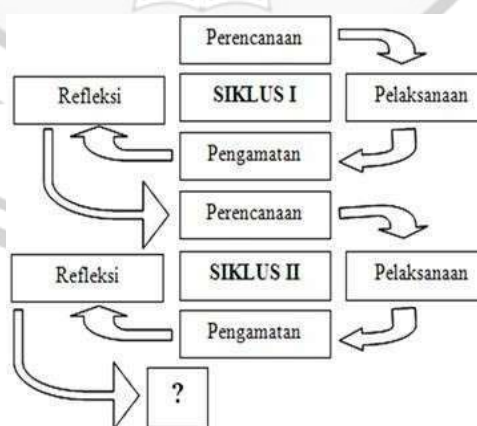 Perencanaan
Refleksi
SIKLUS I
Pelaksanaan
Pengamatan
Perencanaan
Refleksi
SIKLUS II
Pelaksanaan
Pengamatan
?